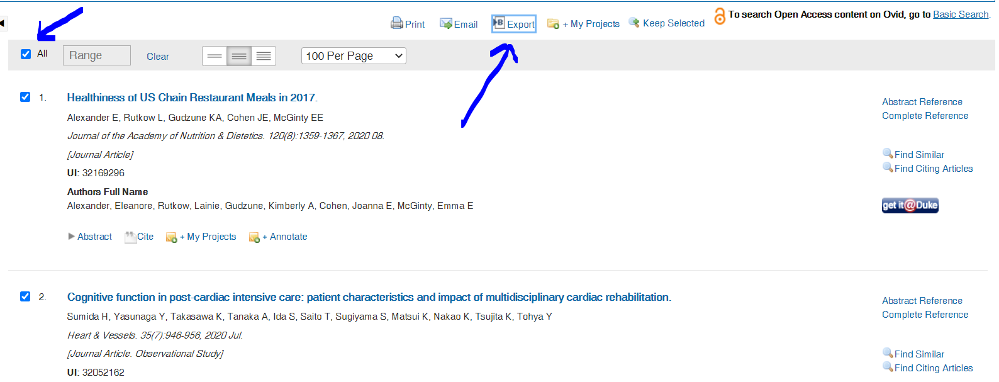 To search Open Access content on Ovid, go to Basic Search.
Print Email Export + My Projects Keep Selected
All Range Clear 100 Per Page
1. Healthiness of US Chain Restaurant Meals in 2017.
Alexander E, Rutkow L, Gudzune KA, Cohen JE, McGinty EE
Journal of the Academy of Nutrition & Dietetics. 120(8):1359-1367, 2020 08.
[Journal Article]
UI: 32169296
Authors Full Name
Alexander, Eleanore, Rutkow, Lainie, Gudzune, Kimberly A, Cohen, Joanna E, McGinty, Emma E
Abstract Cite + My Projects + Annotate
Abstract Reference
Complete Reference
Find Similar
Find Citing Articles
get it@Duke
2. Cognitive function in post-cardiac intensive care: patient characteristics and impact of multidisciplinary cardiac rehabilitation.
Sumida H, Yasunaga Y, Takasawa K, Tanaka A, Ida S, Saito T, Sugiyama S, Matsui K, Nakao K, Tsujita K, Tohya Y
Heart & Vessels. 35(7):946-956, 2020 Jul.
[Journal Article. Observational Study]
UI: 32052162
Abstract Reference
Complete Reference
Find Similar
Find Citing Articles